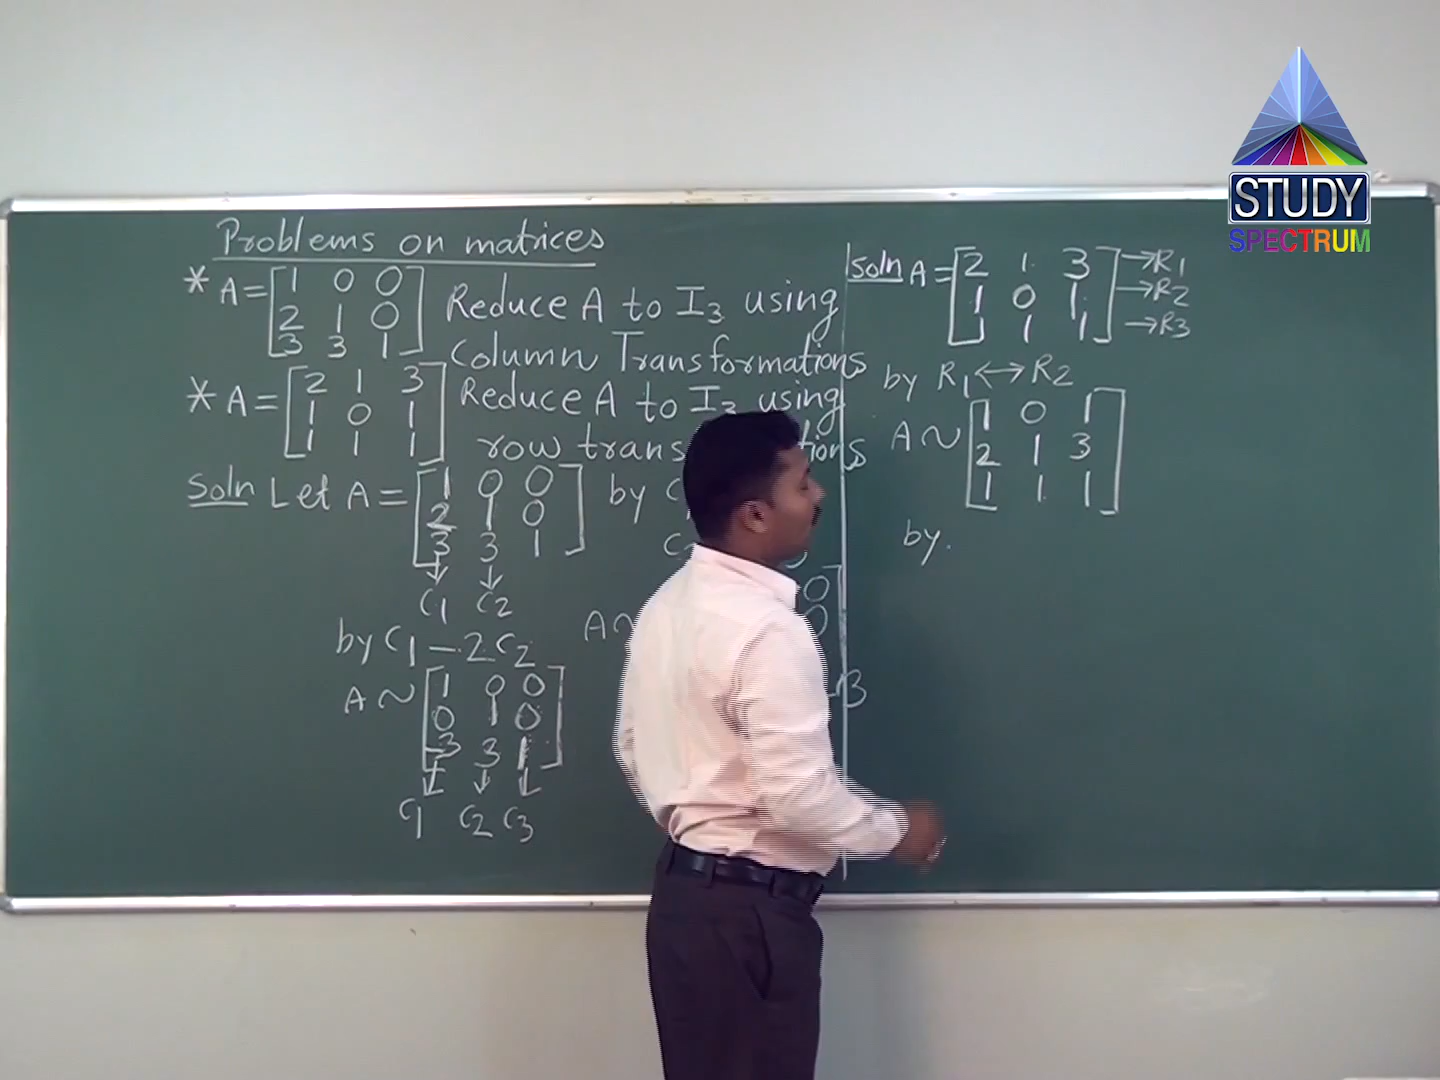 Problems on matrices
* A = [1 0 0
2 1 0
3 3 1] Reduce A to I3 using
Column Transformations
* A = [2 1 3
1 0 1
1 1 1] Reduce A to I3 using
row
Soln Let A = [1 0 0
2 1 0
3 3 1] by
C1 C2
by C1 - 2C2
A ~ [1 0 0
0 1 0
-3 3 1]
C1 C2 C3
A ~
0
0
B
Soln A = [2 1 3 → R1
1 0 1 → R2
1 1 1] → R3
by R1 ↔ R2
A ~ [1 0 1
2 1 3
1 1 1]
by
STUDY
SPECTRUM